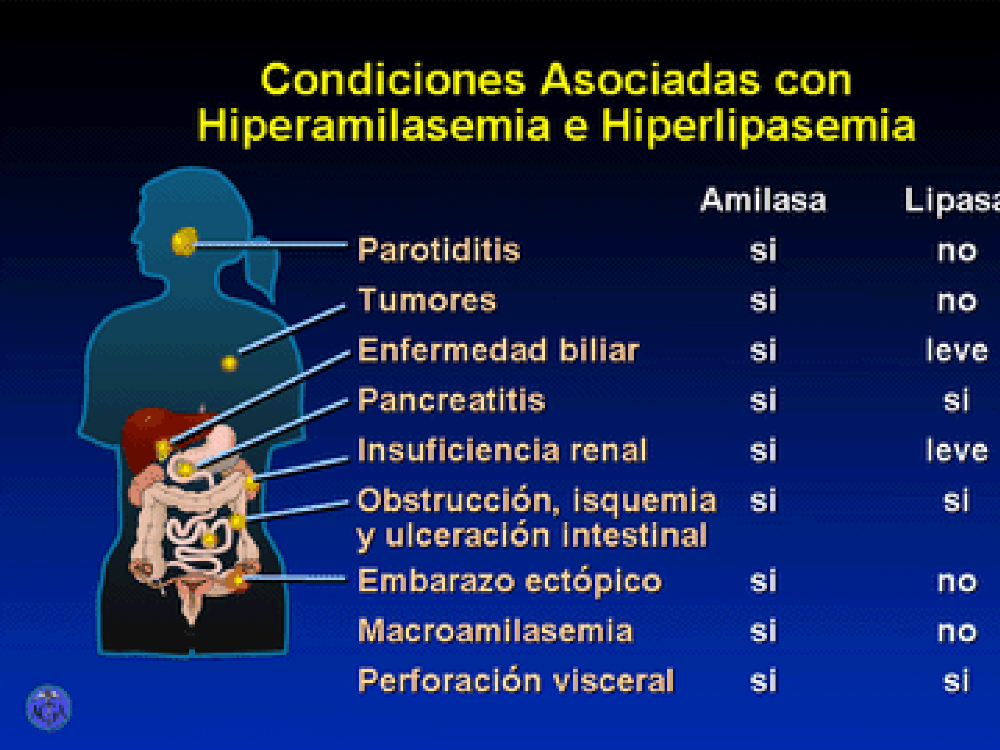 Condiciones Asociadas con
Hiperamilasemia e Hiperlipasemia
Amilasa Lipasa
Parotiditis si no
Tumores si no
Enfermedad biliar si leve
Pancreatitis si si
Insuficiencia renal si leve
Obstrucción, isquemia si si
y ulceración intestinal
Embarazo ectópico si no
Macroamilasemia si no
Perforación visceral si si